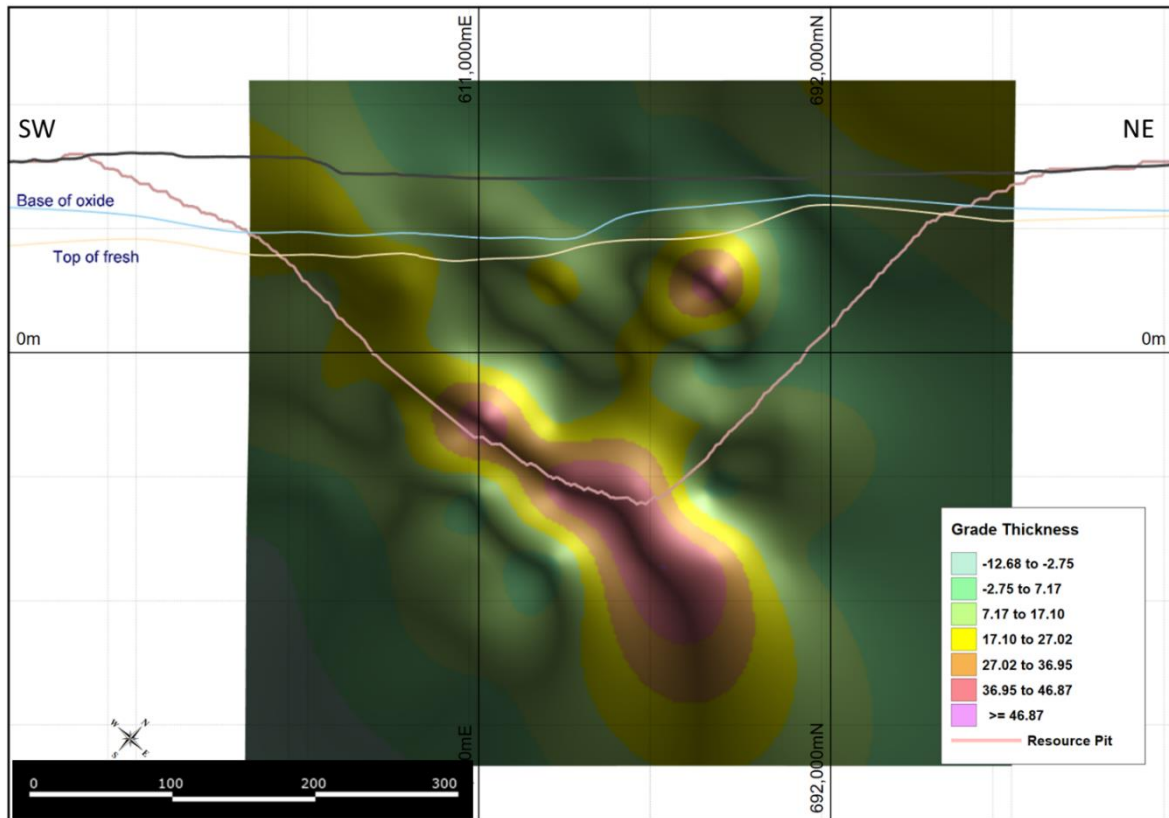 611,000mE
692,000mN
SW
NE
Base of oxide
Top of fresh
0m
0m
Grade Thickness
-12.68 to -2.75
-2.75 to 7.17
7.17 to 17.10
17.10 to 27.02
27.02 to 36.95
36.95 to 46.87
>= 46.87
Resource Pit
W N
S E
0mE
692,000mN
0 100 200 300